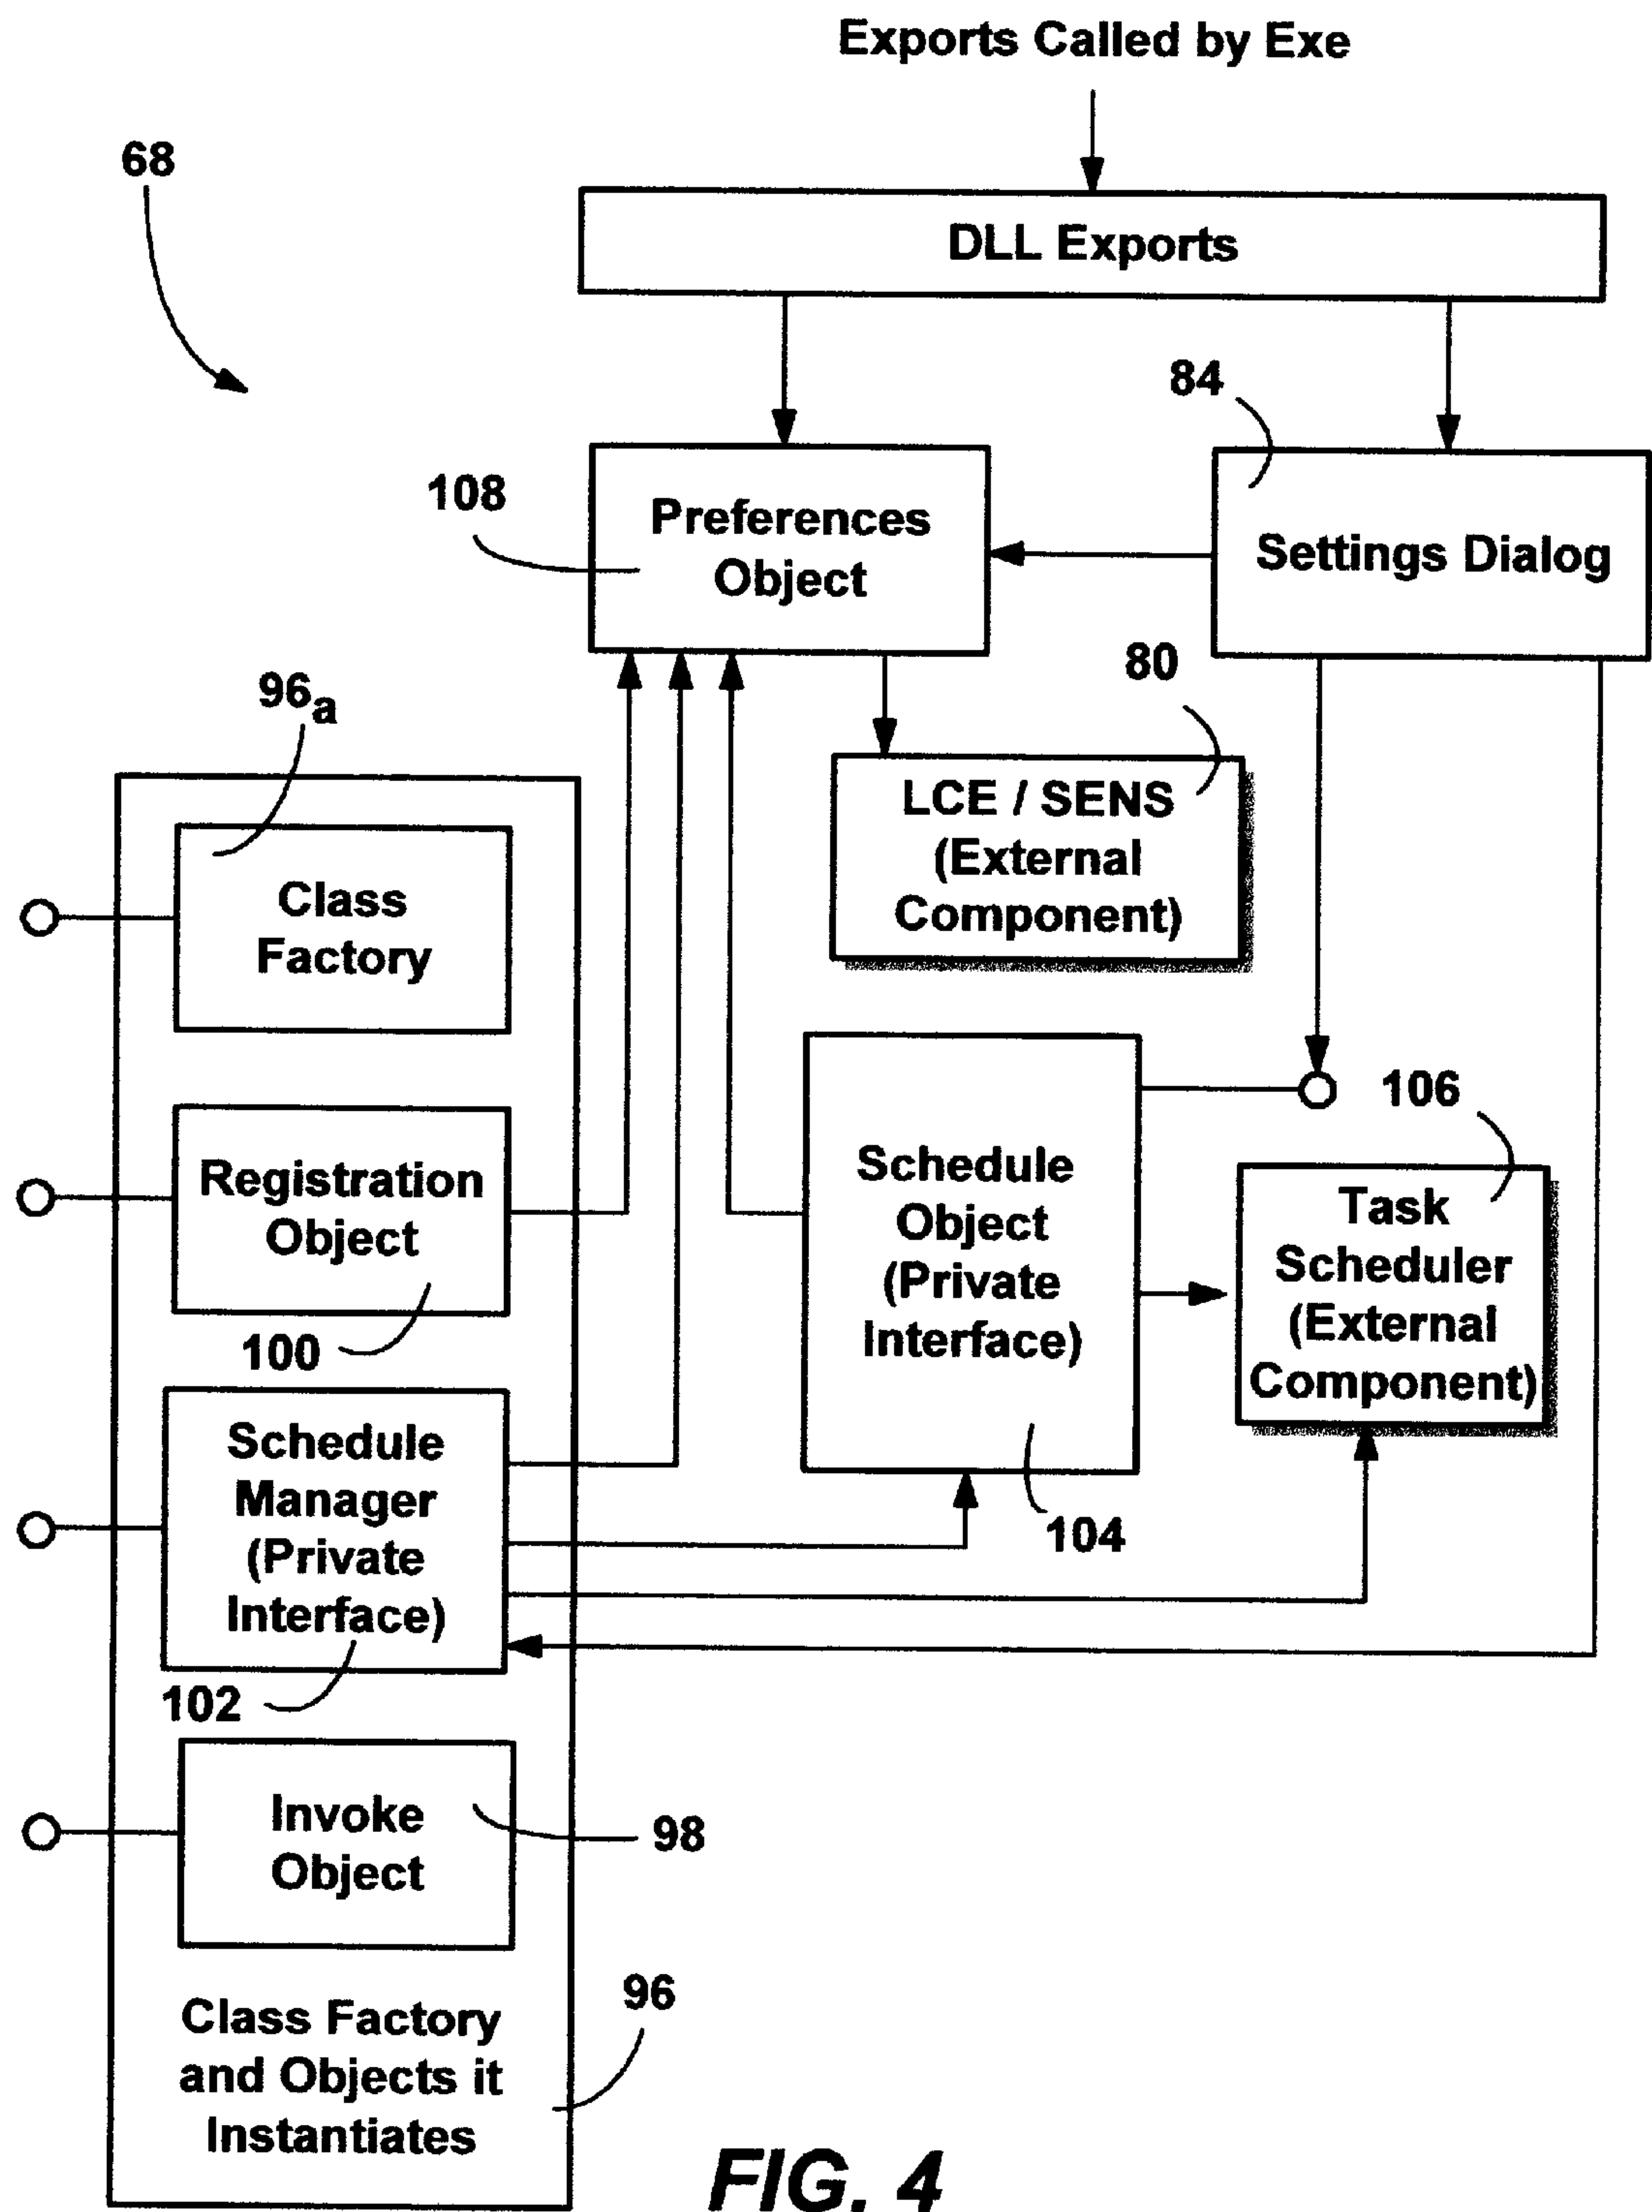 Exports Called by Exe
68
DLL Exports
84
108
Preferences
Object
Settings Dialog
80
96a
LCE / SENS
(External
Component)
Class
Factory
106
Schedule
Object
(Private
Interface)
Task
Scheduler
(External
Component)
Registration
Object
100
Schedule
Manager
(Private
Interface)
104
102
Invoke
Object
98
96
Class Factory
and Objects it
Instantiates
FIG. 4